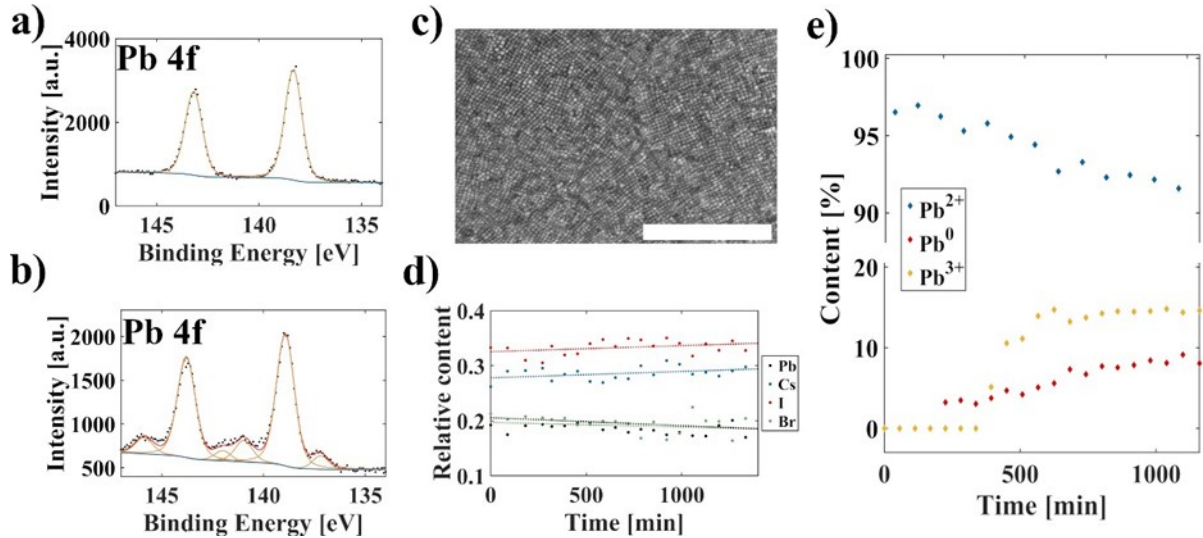 a)
Pb 4f
Intensity [a.u.]
4000
2000
0
145
140
135
Binding Energy [eV]
b)
Pb 4f
Intensity [a.u.]
2000
1500
1000
500
145
140
135
Binding Energy [eV]
c)
d)
Relative content
0.4
0.3
0.2
0.1
0
500
1000
Time [min]
Pb
Cs
I
Br
e)
Content [%]
100
95
90
20
10
0
0
500
1000
Time [min]
Pb²⁺
Pb⁰
Pb³⁺